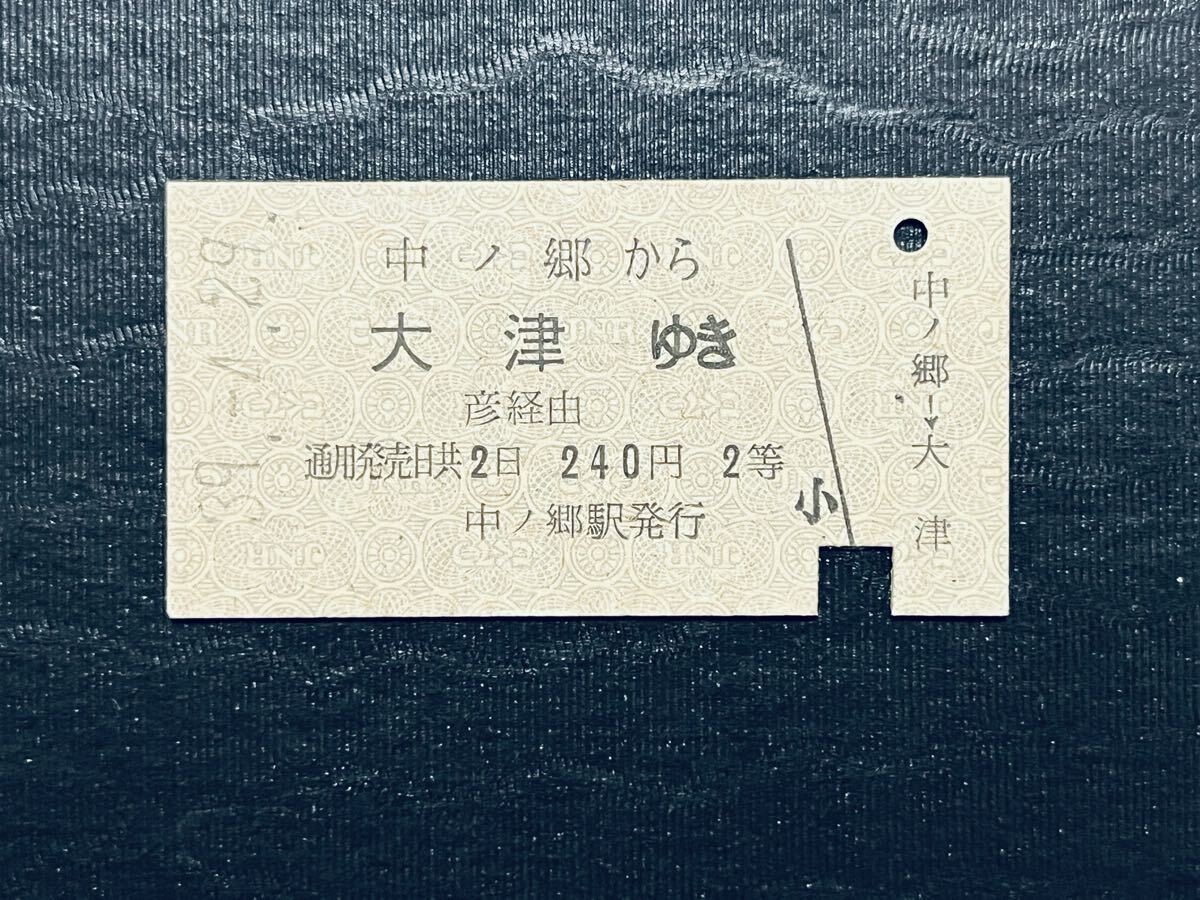 中ノ郷から
大津ゆき
彦経由
通用発売日共2日 240円 2等
中ノ郷駅発行
小
中ノ郷→大津